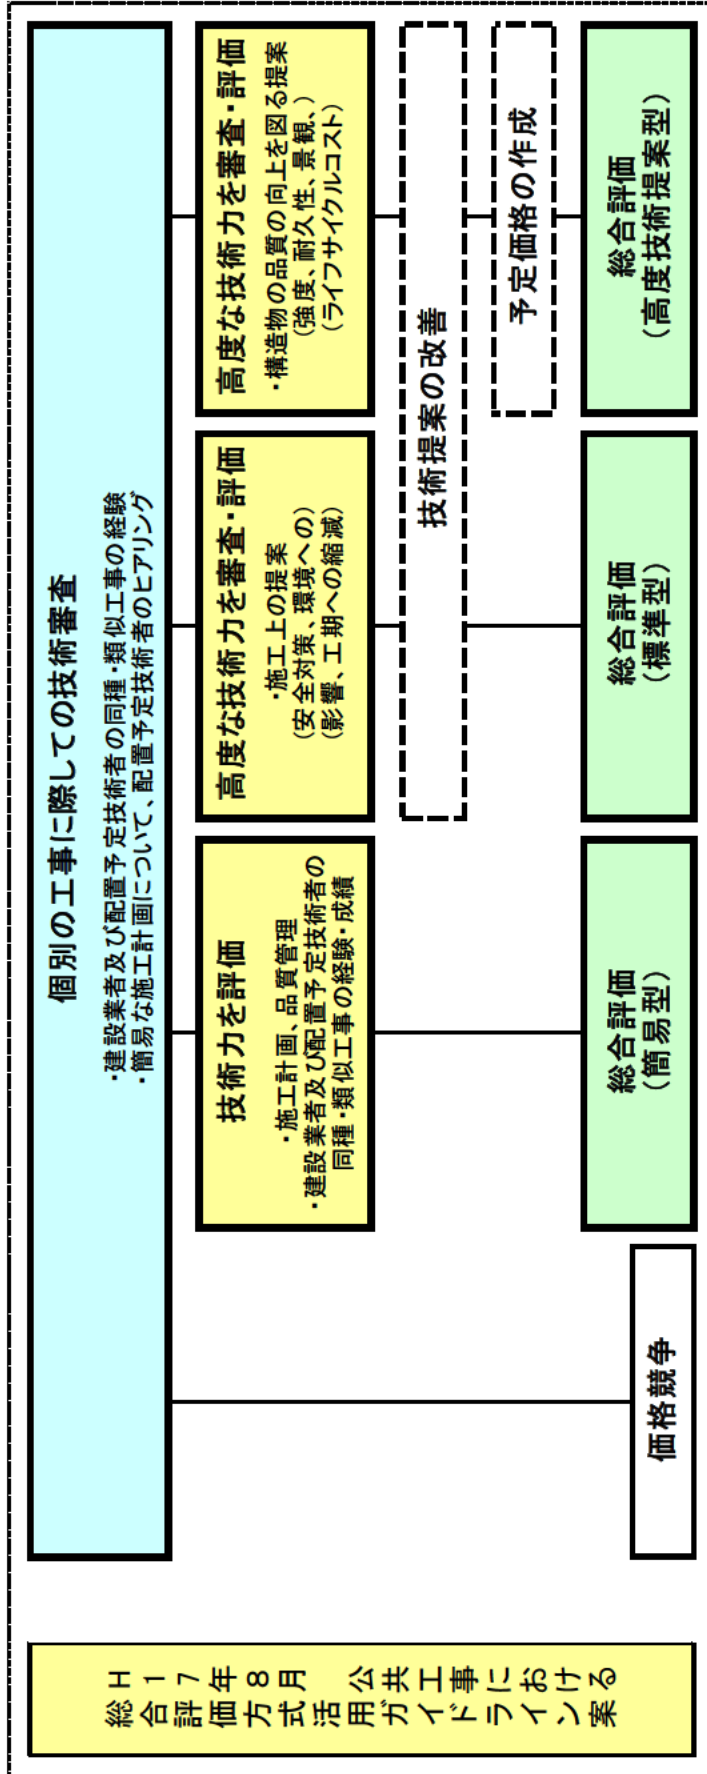 H17年8月 公共工事における
総合評価方式活用ガイドライン案
個別の工事に際しての技術審査
・建設業者及び配置予定技術者の同種・類似工事の経験
・簡易な施工計画について、配置予定技術者のヒアリング
技術力を評価
・施工計画、品質管理
・建設業者及び配置予定技術者の
同種・類似工事の経験・成績
高度な技術力を審査・評価
・施工上の提案
(安全対策、環境への)
(影響、工期への縮減)
高度な技術力を審査・評価
・構造物の品質の向上を図る提案
(強度、耐久性、景観、)
(ライフサイクルコスト)
技術提案の改善
予定価格の作成
価格競争
総合評価
(簡易型)
総合評価
(標準型)
総合評価
(高度技術提案型)